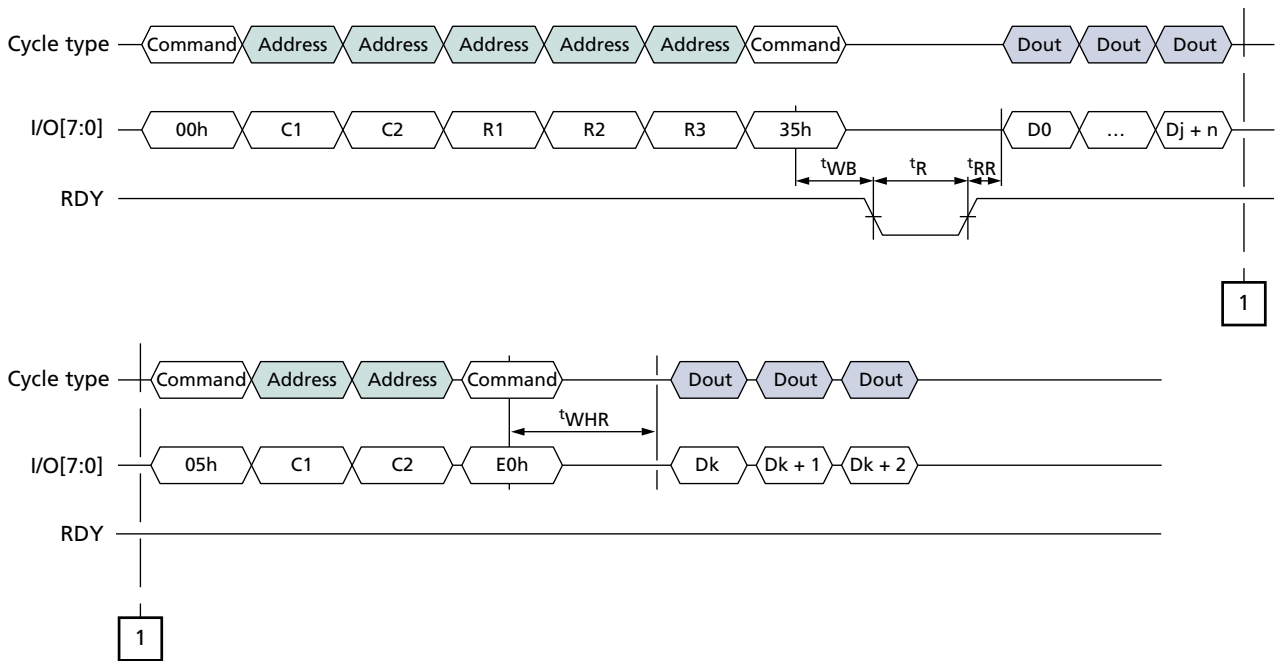 Cycle type Command Address Address Address Address Address Command Dout Dout Dout
I/O[7:0] 00h C1 C2 R1 R2 R3 35h D0 … Dj + n
tWB tR tRR
RDY
1
Cycle type Command Address Address Command Dout Dout Dout
tWHR
I/O[7:0] 05h C1 C2 E0h Dk Dk + 1 Dk + 2
RDY
1